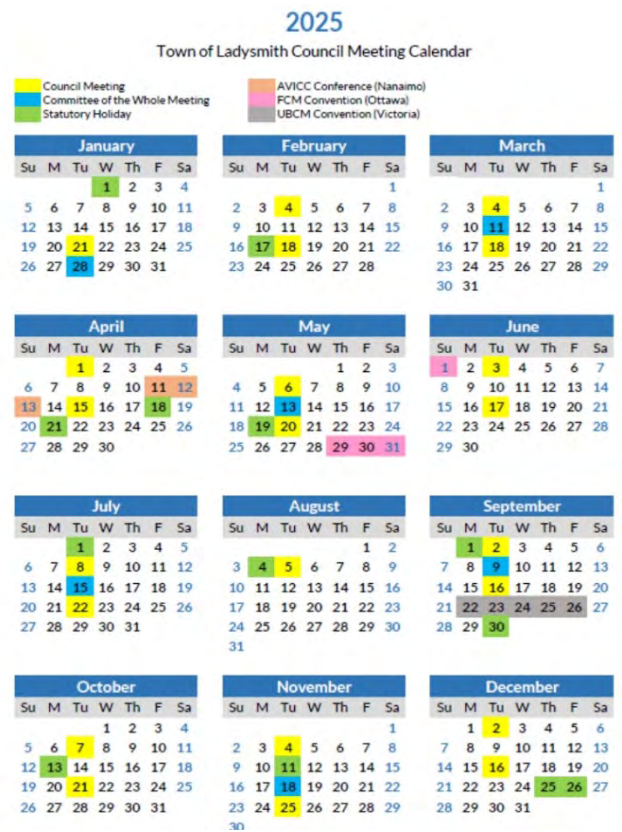 2025
Town of Ladysmith Council Meeting Calendar
Council Meeting
Committee of the Whole Meeting
Statutory Holiday
AVICC Conference (Nanaimo)
FCM Convention (Ottawa)
UBCM Convention (Victoria)
January
Su M Tu W Th F Sa
1 2 3 4
5 6 7 8 9 10 11
12 13 14 15 16 17 18
19 20 21 22 23 24 25
26 27 28 29 30 31
February
Su M Tu W Th F Sa
1
2 3 4 5 6 7 8
9 10 11 12 13 14 15
16 17 18 19 20 21 22
23 24 25 26 27 28
March
Su M Tu W Th F Sa
1
2 3 4 5 6 7 8
9 10 11 12 13 14 15
16 17 18 19 20 21 22
23 24 25 26 27 28 29
30 31
April
Su M Tu W Th F Sa
1 2 3 4 5
6 7 8 9 10 11 12
13 14 15 16 17 18 19
20 21 22 23 24 25 26
27 28 29 30
May
Su M Tu W Th F Sa
1 2 3
4 5 6 7 8 9 10
11 12 13 14 15 16 17
18 19 20 21 22 23 24
25 26 27 28 29 30 31
June
Su M Tu W Th F Sa
1 2 3 4 5 6 7
8 9 10 11 12 13 14
15 16 17 18 19 20 21
22 23 24 25 26 27 28
29 30
July
Su M Tu W Th F Sa
1 2 3 4 5
6 7 8 9 10 11 12
13 14 15 16 17 18 19
20 21 22 23 24 25 26
27 28 29 30 31
August
Su M Tu W Th F Sa
1 2
3 4 5 6 7 8 9
10 11 12 13 14 15 16
17 18 19 20 21 22 23
24 25 26 27 28 29 30
31
September
Su M Tu W Th F Sa
1 2 3 4 5 6
7 8 9 10 11 12 13
14 15 16 17 18 19 20
21 22 23 24 25 26 27
28 29 30
October
Su M Tu W Th F Sa
1 2 3 4
5 6 7 8 9 10 11
12 13 14 15 16 17 18
19 20 21 22 23 24 25
26 27 28 29 30 31
November
Su M Tu W Th F Sa
1
2 3 4 5 6 7 8
9 10 11 12 13 14 15
16 17 18 19 20 21 22
23 24 25 26 27 28 29
30
December
Su M Tu W Th F Sa
1 2 3 4 5 6
7 8 9 10 11 12 13
14 15 16 17 18 19 20
21 22 23 24 25 26 27
28 29 30 31